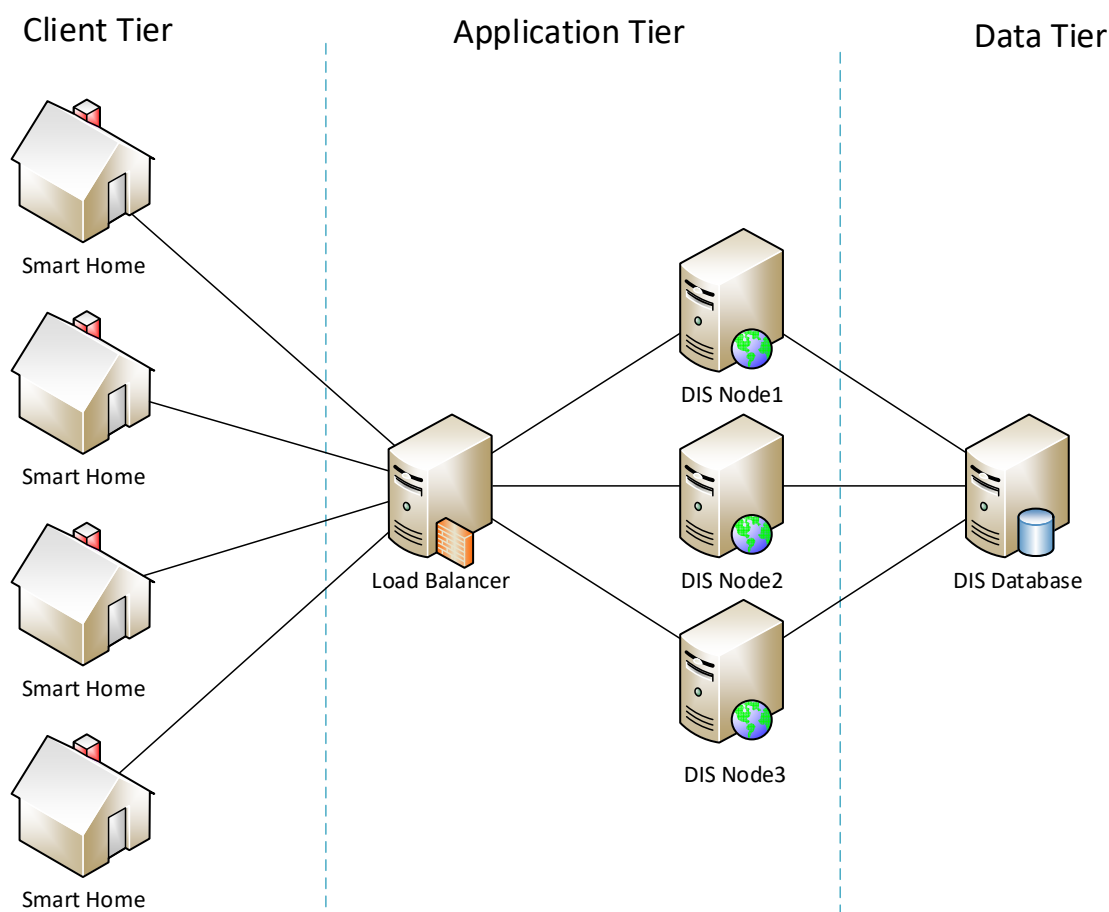 Client Tier
Application Tier
Data Tier
Smart Home
Smart Home
Smart Home
Smart Home
Load Balancer
DIS Node1
DIS Node2
DIS Node3
DIS Database